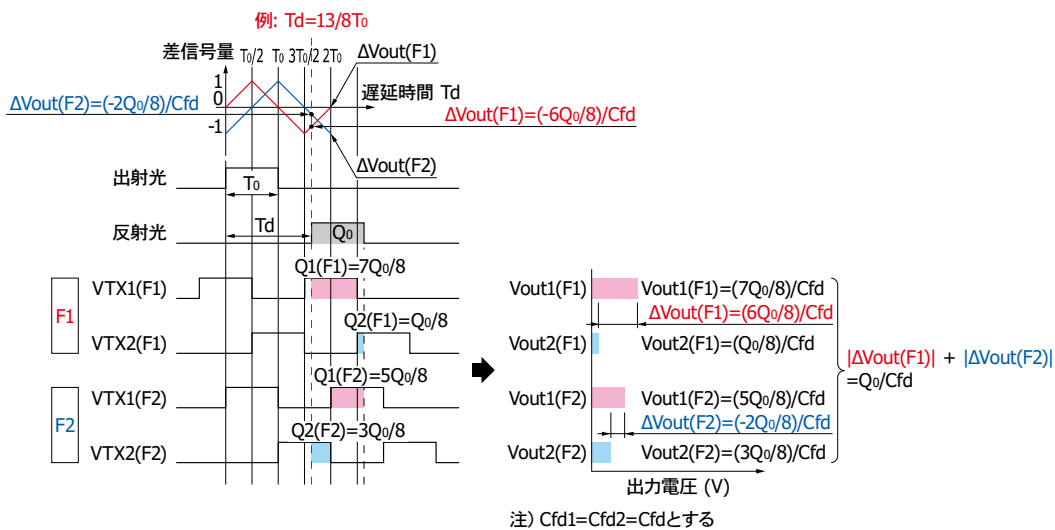 例: Td=13/8T₀
差信号量
T₀/2 T₀ 3T₀/2 2T₀
ΔVout(F1)
1
0
-1
遅延時間 Td
ΔVout(F2)=(-2Q₀/8)/Cfd
ΔVout(F1)=(-6Q₀/8)/Cfd
ΔVout(F2)
出射光
T₀
反射光
Td
Q₀
F1
VTX1(F1)
Q1(F1)=7Q₀/8
VTX2(F1)
Q2(F1)=Q₀/8
F2
VTX1(F2)
Q1(F2)=5Q₀/8
VTX2(F2)
Q2(F2)=3Q₀/8
Vout1(F1)
Vout1(F1)=(7Q₀/8)/Cfd
ΔVout(F1)=(6Q₀/8)/Cfd
Vout2(F1)
Vout2(F1)=(Q₀/8)/Cfd
Vout1(F2)
Vout1(F2)=(5Q₀/8)/Cfd
ΔVout(F2)=(-2Q₀/8)/Cfd
Vout2(F2)
Vout2(F2)=(3Q₀/8)/Cfd
出力電圧 (V)
|ΔVout(F1)| + |ΔVout(F2)|
=Q₀/Cfd
注) Cfd1=Cfd2=Cfdとする